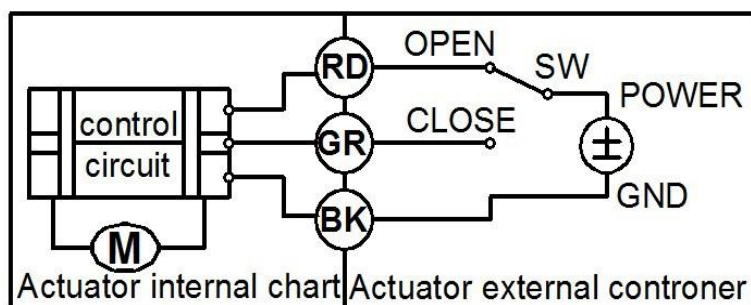 OPEN
RD
SW
POWER
control
GR
CLOSE
±
circuit
GND
BK
M
Actuator internal chart
Actuator external controner